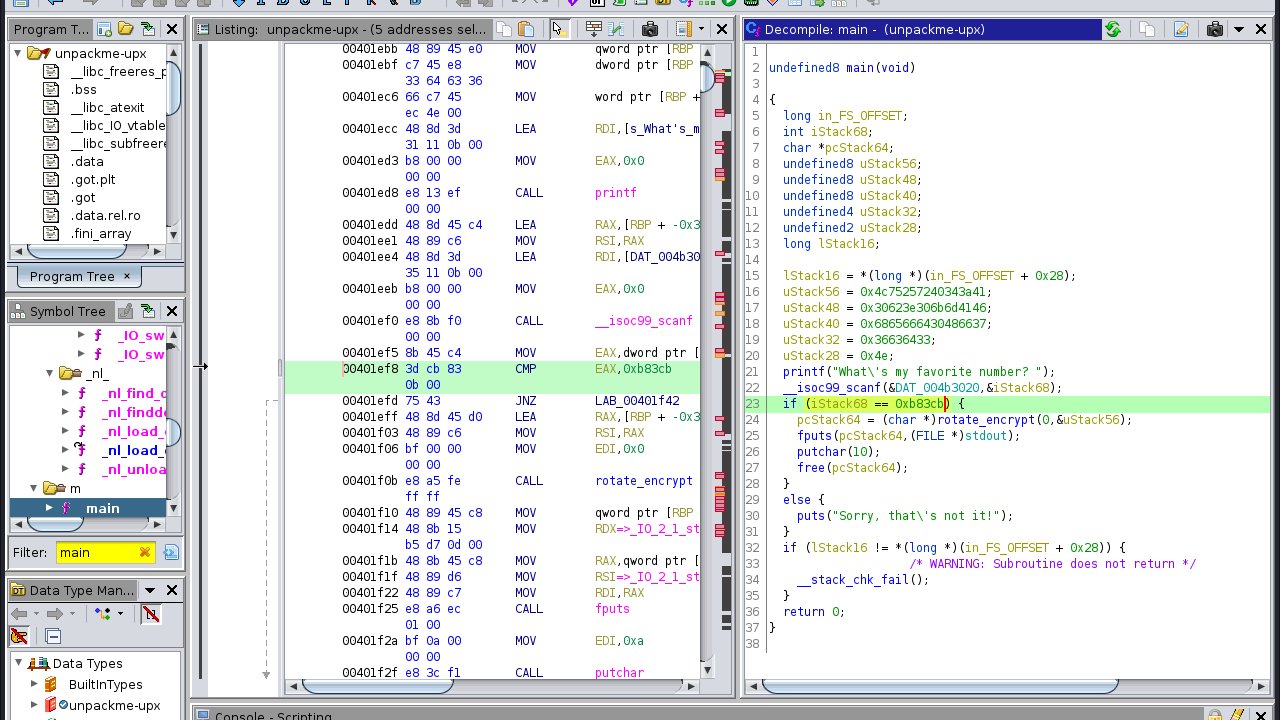 Program T...
unpackme-upx
__libc_freeres_p
.bss
__libc_atexit
__libc_IO_vtable
__libc_subfreere
.data
.got.plt
.got
.data.rel.ro
.fini_array
Program Tree ×
Symbol Tree
_IO_sw
_IO_sw
_nl_
_nl_find_
_nl_findde
_nl_load_
_nl_load_
_nl_unloa
m
main
Filter: main
Data Type Man...
Data Types
BuiltInTypes
unpackme-upx
Listing: unpackme-upx - (5 addresses sel...
00401ebb 48 89 45 e0 MOV qword ptr [RBP
00401ebf c7 45 e8 MOV dword ptr [RBP
33 64 63 36
00401ec6 66 c7 45 MOV word ptr [RBP +
ec 4e 00
00401ecc 48 8d 3d LEA RDI,[s_What's_m
31 11 0b 00
00401ed3 b8 00 00 MOV EAX,0x0
00 00
00401ed8 e8 13 ef CALL printf
00 00
00401edd 48 8d 45 c4 LEA RAX,[RBP + -0x3
00401ee1 48 89 c6 MOV RSI,RAX
00401ee4 48 8d 3d LEA RDI,[DAT_004b30
35 11 0b 00
00401eeb b8 00 00 MOV EAX,0x0
00 00
00401ef0 e8 8b f0 CALL __isoc99_scanf
00 00
00401ef5 8b 45 c4 MOV EAX,dword ptr [
00401ef8 3d cb 83 CMP EAX,0xb83cb
0b 00
00401efd 75 43 JNZ LAB_00401f42
00401eff 48 8d 45 d0 LEA RAX,[RBP + -0x3
00401f03 48 89 c6 MOV RSI,RAX
00401f06 bf 00 00 MOV EDI,0x0
00 00
00401f0b e8 a5 fe CALL rotate_encrypt
ff ff
00401f10 48 89 45 c8 MOV qword ptr [RBP
00401f14 48 8b 15 MOV RDX=>_IO_2_1_st
b5 d7 0d 00
00401f1b 48 8b 45 c8 MOV RAX,qword ptr [
00401f1f 48 89 d6 MOV RSI=>_IO_2_1_st
00401f22 48 89 c7 MOV RDI,RAX
00401f25 e8 a6 ec CALL fputs
01 00
00401f2a bf 0a 00 MOV EDI,0xa
00 00
00401f2f e8 3c f1 CALL putchar
Decompile: main - (unpackme-upx)
1
2 undefined8 main(void)
3
4 {
5 long in_FS_OFFSET;
6 int iStack68;
7 char *pcStack64;
8 undefined8 uStack56;
9 undefined8 uStack48;
10 undefined8 uStack40;
11 undefined4 uStack32;
12 undefined2 uStack28;
13 long lStack16;
14
15 lStack16 = *(long *)(in_FS_OFFSET + 0x28);
16 uStack56 = 0x4c75257240343a41;
17 uStack48 = 0x30623e306b6d4146;
18 uStack40 = 0x6865666430486637;
19 uStack32 = 0x36636433;
20 uStack28 = 0x4e;
21 printf("What\'s my favorite number? ");
22 __isoc99_scanf(&DAT_004b3020,&iStack68);
23 if (iStack68 == 0xb83cb) {
24 pcStack64 = (char *)rotate_encrypt(0,&uStack56);
25 fputs(pcStack64,(FILE *)stdout);
26 putchar(10);
27 free(pcStack64);
28 }
29 else {
30 puts("Sorry, that\'s not it!");
31 }
32 if (lStack16 = *(long *)(in_FS_OFFSET + 0x28)) {
33 /* WARNING: Subroutine does not return */
34 __stack_chk_fail();
35 }
36 return 0;
37 }
38
Console - Scripting